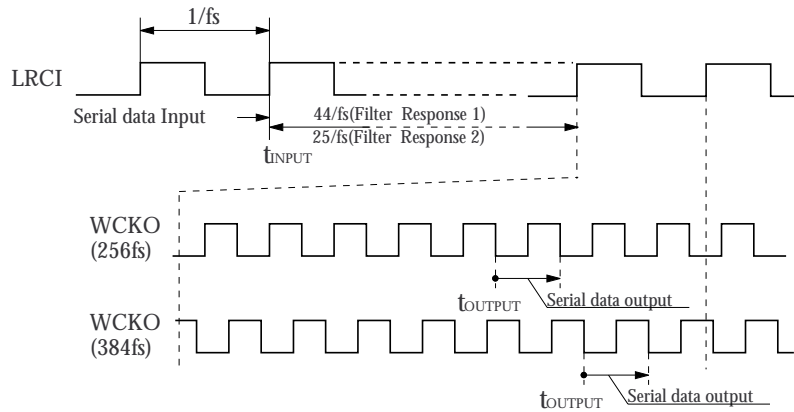 1/fs
LRCI
Serial data Input
44/fs(Filter Response 1)
25/fs(Filter Response 2)
tINPUT
WCKO
(256fs)
tOUTPUT
Serial data output
WCKO
(384fs)
tOUTPUT
Serial data output